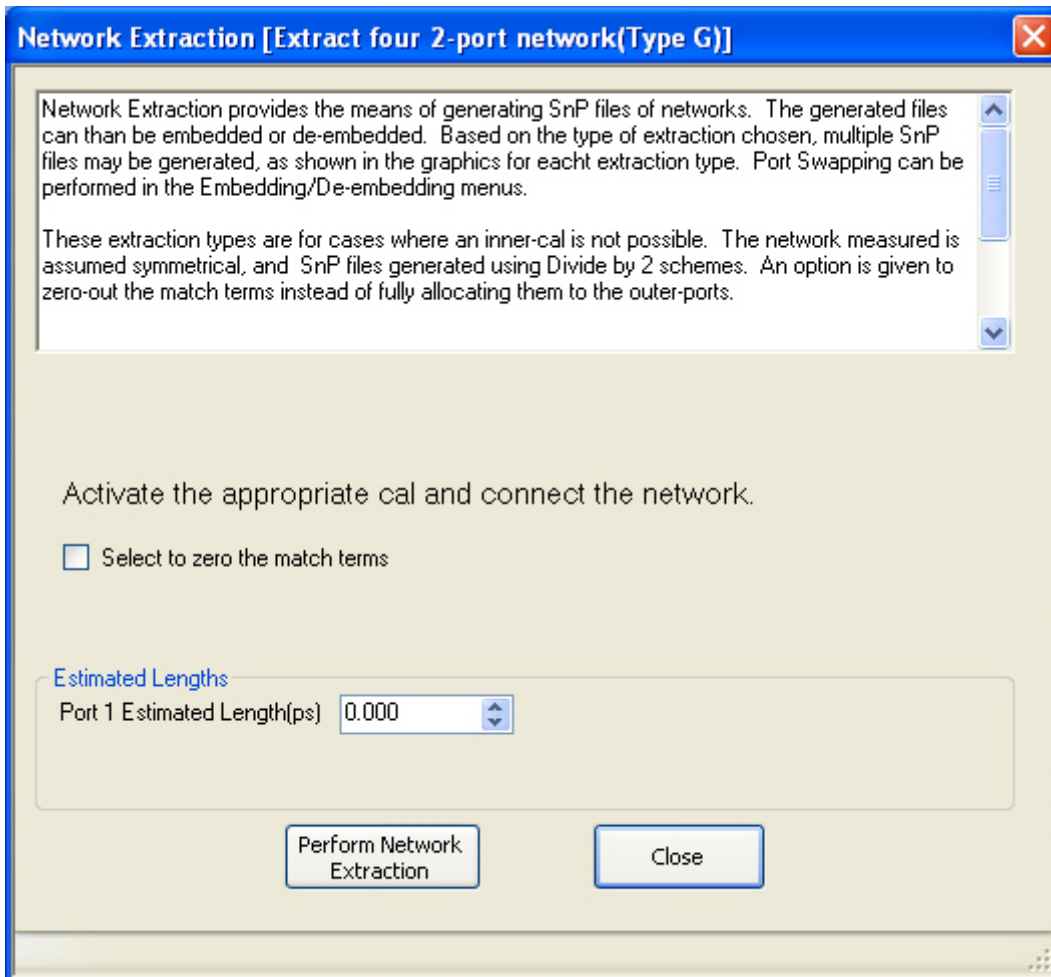 Network Extraction [Extract four 2-port network(Type G)]
Network Extraction provides the means of generating SnP files of networks.  The generated files
can than be embedded or de-embedded.  Based on the type of extraction chosen, multiple SnP
files may be generated, as shown in the graphics for eacht extraction type.  Port Swapping can be
performed in the Embedding/De-embedding menus.
These extraction types are for cases where an inner-cal is not possible.  The network measured is
assumed symmetrical, and  SnP files generated using Divide by 2 schemes.  An option is given to
zero-out the match terms instead of fully allocating them to the outer-ports.
Activate the appropriate cal and connect the network.
Select to zero the match terms
Estimated Lengths
Port 1 Estimated Length(ps) 0.000
Perform Network
Extraction
Close